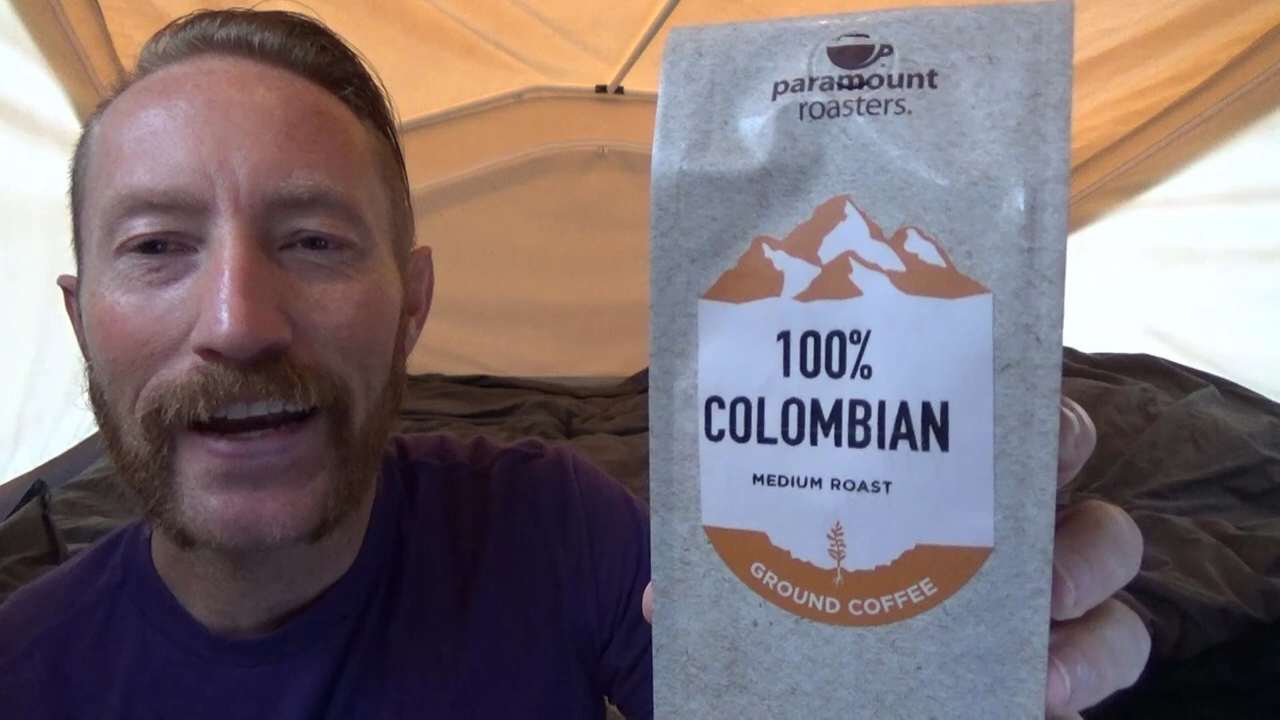 paramount
roasters.
100%
COLOMBIAN
MEDIUM ROAST
GROUND COFFEE